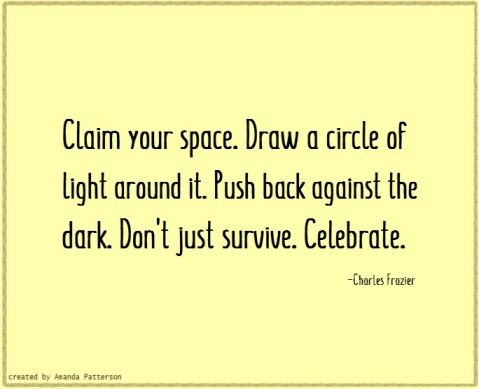 Claim your space. Draw a circle of
light around it. Push back against the
dark. Don't just survive. Celebrate.
-Charles Frazier
created by Amanda Patterson